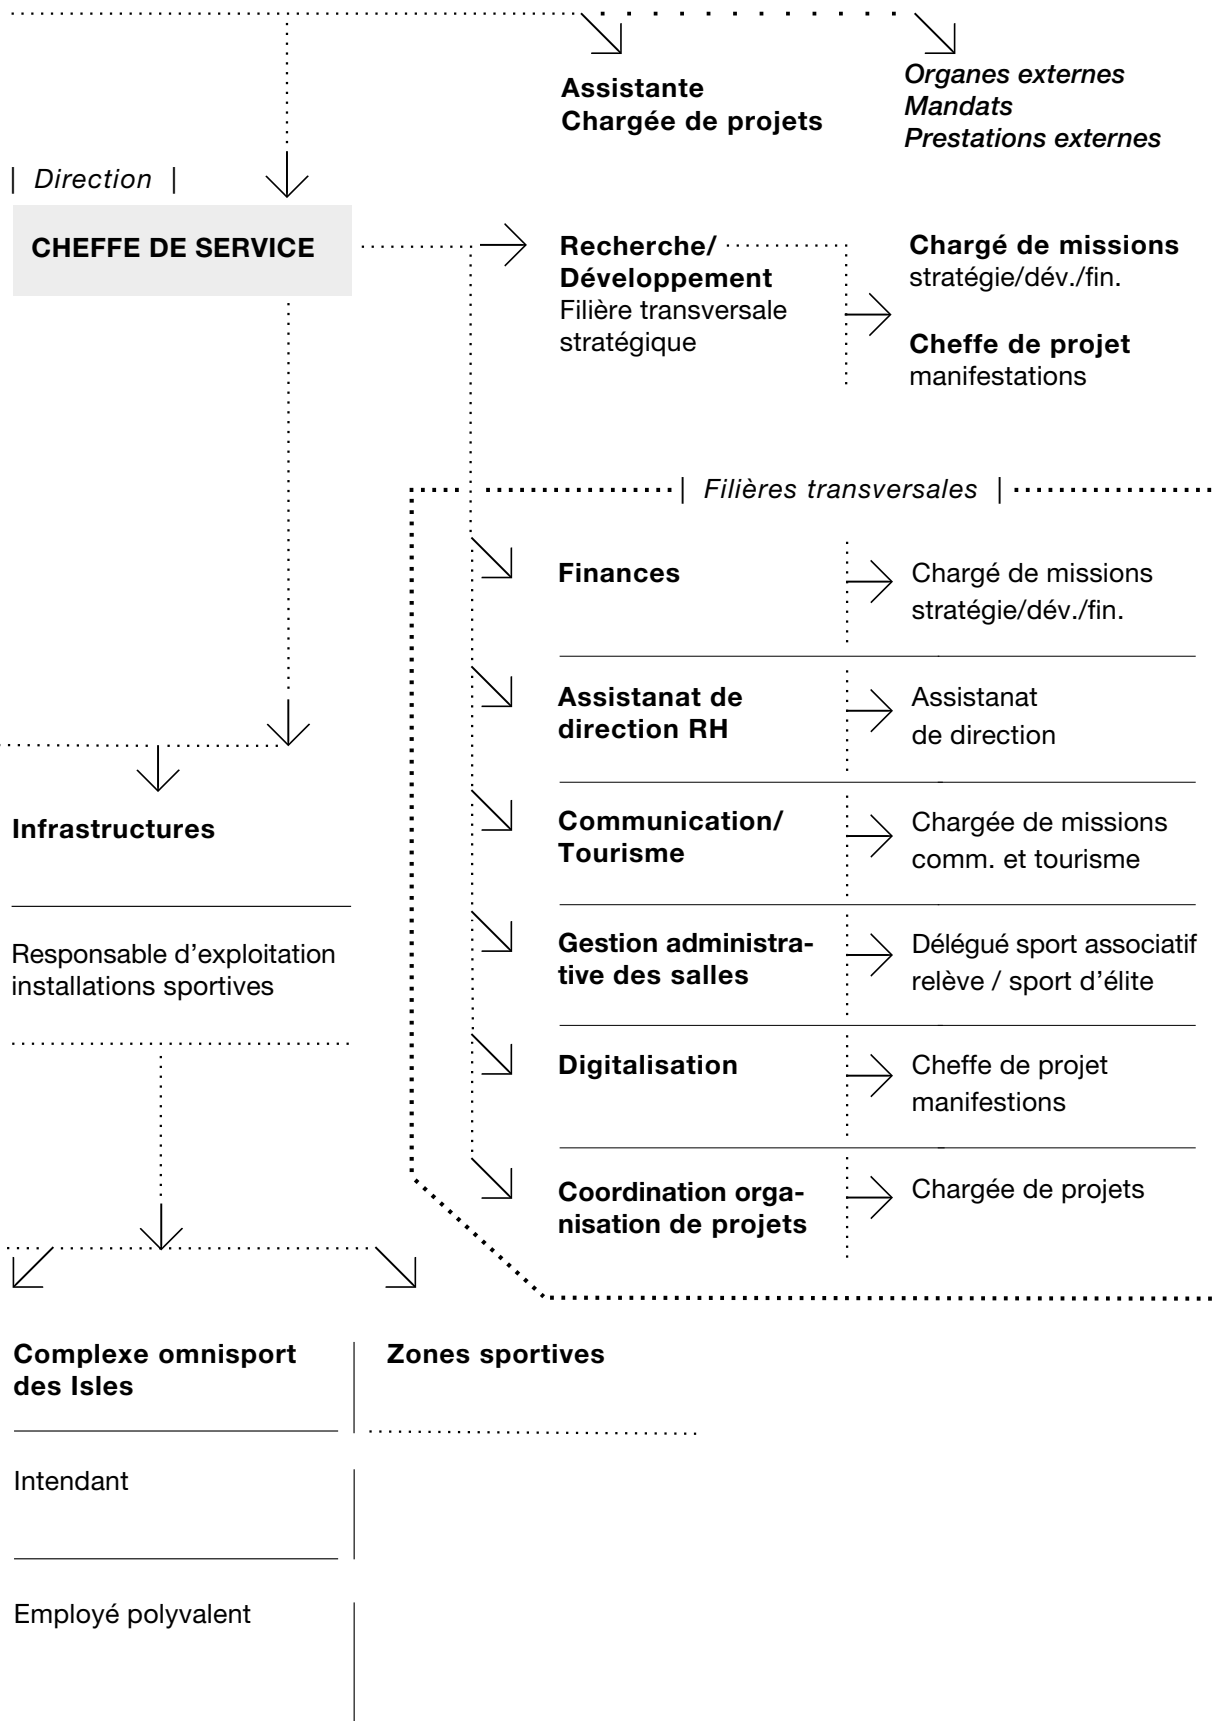 Assistante
Chargée de projets
Organes externes
Mandats
Prestations externes
| Direction |
CHEFFE DE SERVICE
Recherche/
Développement
Filière transversale
stratégique
Chargé de missions
stratégie/dév./fin.
Cheffe de projet
manifestations
| Filières transversales |
Finances
Chargé de missions
stratégie/dév./fin.
Assistanat de
direction RH
Assistanat
de direction
Communication/
Tourisme
Chargée de missions
comm. et tourisme
Gestion administra-
tive des salles
Délégué sport associatif
relève / sport d’élite
Digitalisation
Cheffe de projet
manifestions
Coordination orga-
nisation de projets
Chargée de projets
Infrastructures
Responsable d’exploitation
installations sportives
Complexe omnisport
des Isles
Zones sportives
Intendant
Employé polyvalent